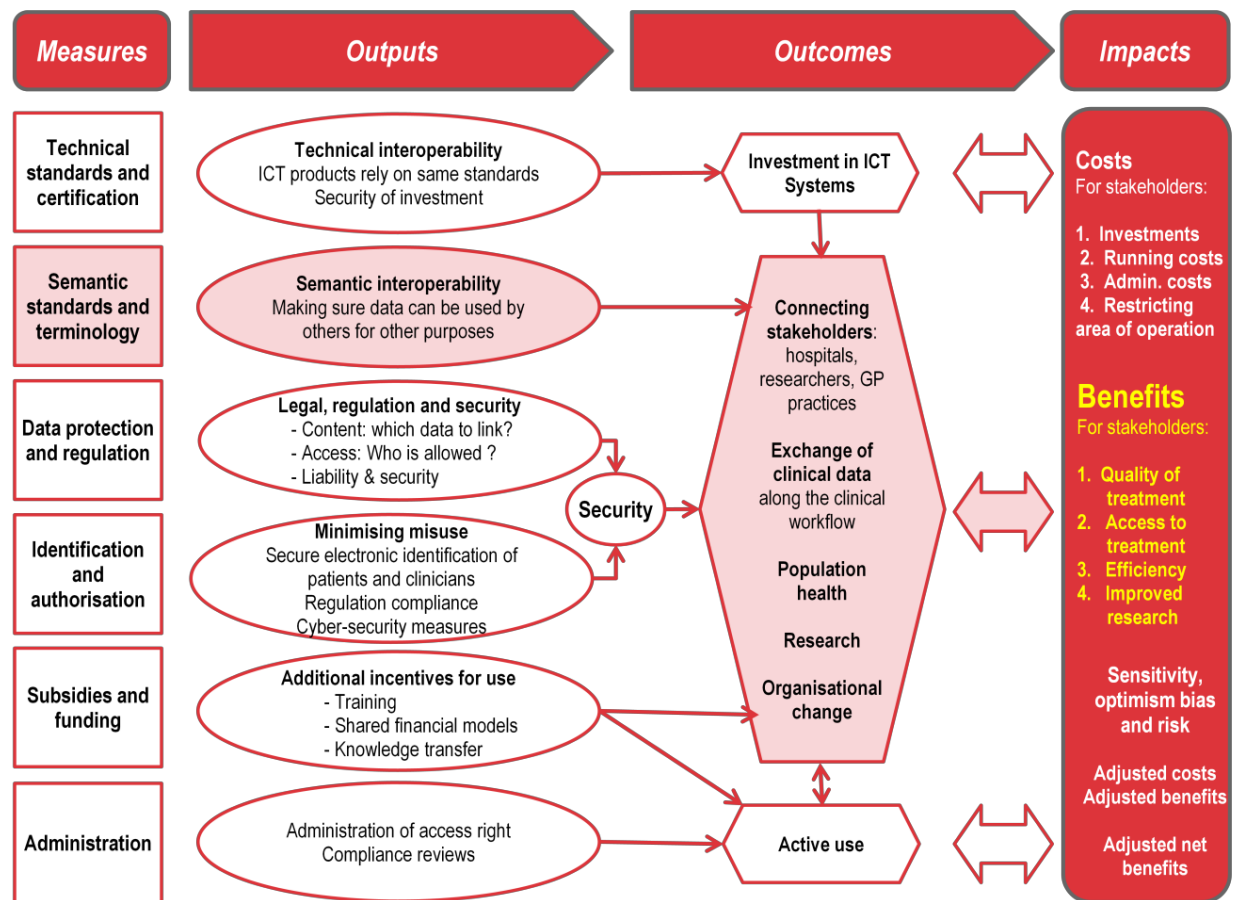 Measures
Outputs
Outcomes
Impacts
Technical
standards and
certification
Technical interoperability
ICT products rely on same standards
Security of investment
Investment in ICT
Systems
Semantic
standards and
terminology
Semantic interoperability
Making sure data can be used by
others for other purposes
Data protection
and regulation
Legal, regulation and security
- Content: which data to link?
- Access: Who is allowed ?
- Liability & security
Security
Identification
and
authorisation
Minimising misuse
Secure electronic identification of
patients and clinicians
Regulation compliance
Cyber-security measures
Subsidies and
funding
Additional incentives for use
- Training
- Shared financial models
- Knowledge transfer
Administration
Administration of access right
Compliance reviews
Connecting
stakeholders:
hospitals,
researchers, GP
practices
Exchange of
clinical data
along the clinical
workflow
Population
health
Research
Organisational
change
Active use
Costs
For stakeholders:
1. Investments
2. Running costs
3. Admin. costs
4. Restricting
area of operation
Benefits
For stakeholders:
1. Quality of
treatment
2. Access to
treatment
3. Efficiency
4. Improved
research
Sensitivity,
optimism bias
and risk
Adjusted costs
Adjusted benefits
Adjusted net
benefits